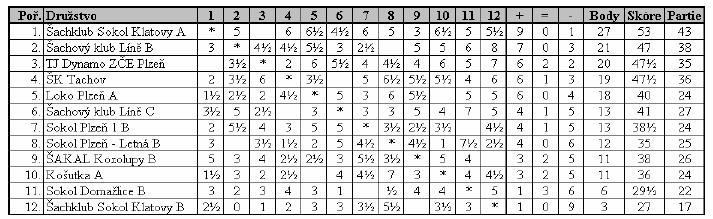 Poř. Družstvo 1 2 3 4 5 6 7 8 9 10 11 12 + = - Body Skóre Partie
1. Šachklub Sokol Klatovy A * 5 6 6½ 4½ 6 5 3 6½ 5 5½ 9 0 1 27 53 43
2. Šachový klub Líně B 3 * 4½ 4½ 5½ 3 2½ 5 5 6 8 7 0 3 21 47 38
3. TJ Dynamo ZČE Plzeň 3½ * 2 6 5½ 4 4½ 4 6 5 7 6 2 2 20 47½ 35
4. ŠK Tachov 2 3½ 6 * 3½ 5 6½ 5½ 5½ 4 6 6 1 3 19 47½ 36
5. Loko Plzeň A 1½ 2½ 2 4½ * 5 3 6 5½ 5 5 6 0 4 18 40 24
6. Šachový klub Líně C 3½ 5 2½ 3 * 3 3 5 4 7 5 4 1 5 13 41 27
7. Sokol Plzeň 1 B 2 5½ 4 3 5 5 * 3½ 2½ 3½ 4½ 4 1 5 13 38½ 24
8. Sokol Plzeň - Letná B 3 3½ 1½ 2 5 4½ * 4½ 1 7½ 2½ 4 0 6 12 35 25
9. ŠAKAL Kozolupy B 5 3 4 2½ 2½ 3 5½ 3½ * 5 4 3 2 5 11 38 26
10. Košutka A 1½ 3 2 2½ 4 4½ 7 3 * 4 4½ 3 2 5 11 36 24
11. Sokol Domažlice B 3 2 3 4 3 1 ½ 4 4 * 5 1 3 6 6 29½ 22
12. Šachklub Sokol Klatovy B 2½ 0 1 2 3 3 3½ 5½ 3½ 3 * 1 0 9 3 27 17